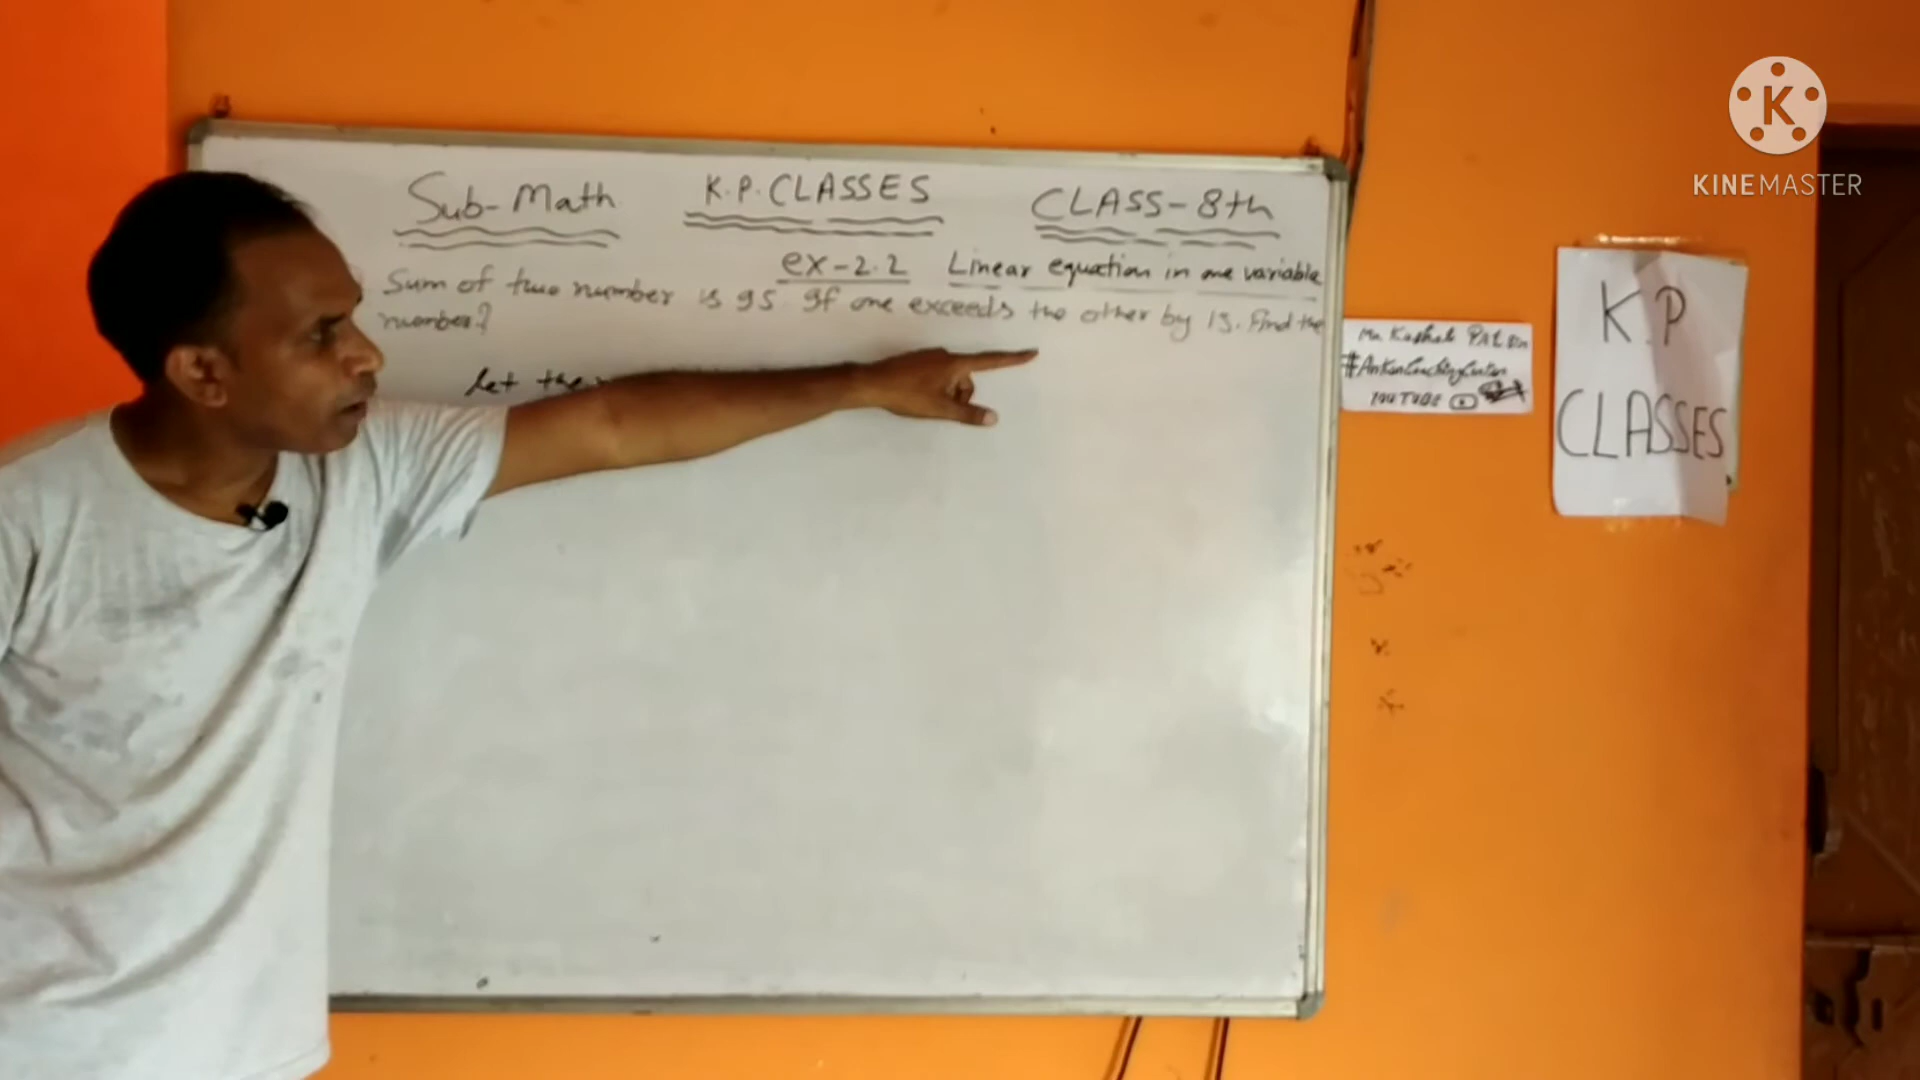 Sub-Math K.P. CLASSES CLASS-8th
ex-2.2 Linear equation in one variable
Sum of two number is 95. If one exceeds the other by 15. Find the
number?
Let the
K.P
CLASSES
YOUTUBE
KINEMASTER